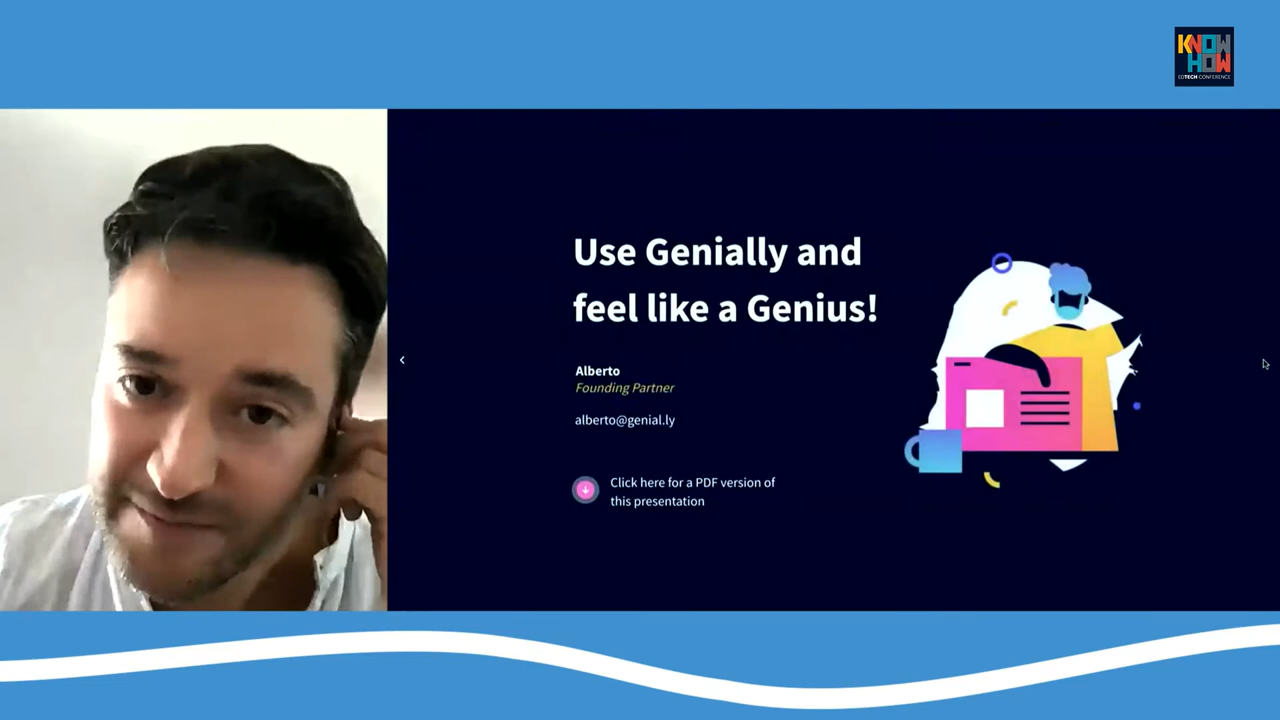 KNOW
HOW
EDTECH CONFERENCE
Use Genially and
feel like a Genius!
Alberto
Founding Partner
alberto@genial.ly
Click here for a PDF version of
this presentation